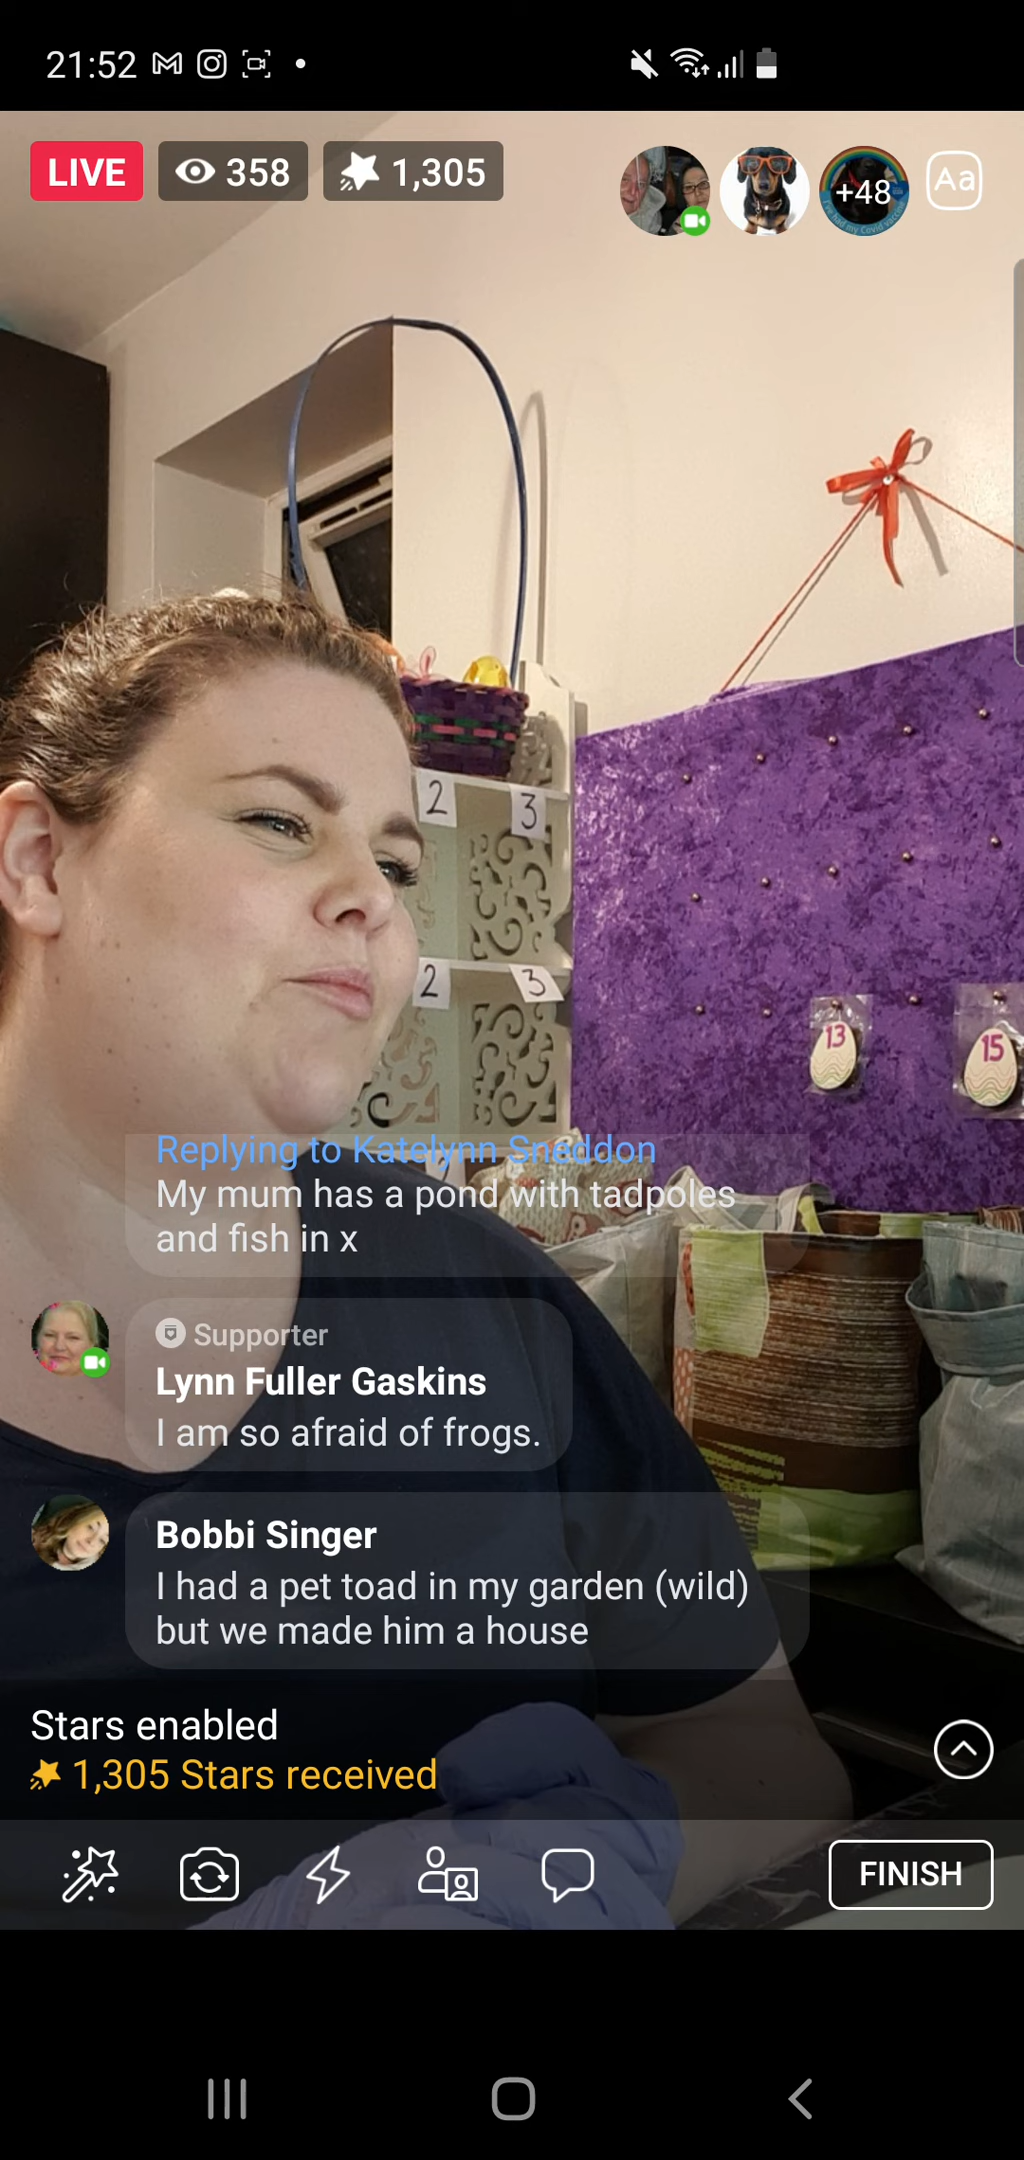 21:52
LIVE
358
1,305
+48
Aa
2
3
2
3
13
15
Replying to Katelynn Sneddon
My mum has a pond with tadpoles
and fish in x
Supporter
Lynn Fuller Gaskins
I am so afraid of frogs.
Bobbi Singer
I had a pet toad in my garden (wild)
but we made him a house
Stars enabled
1,305 Stars received
FINISH